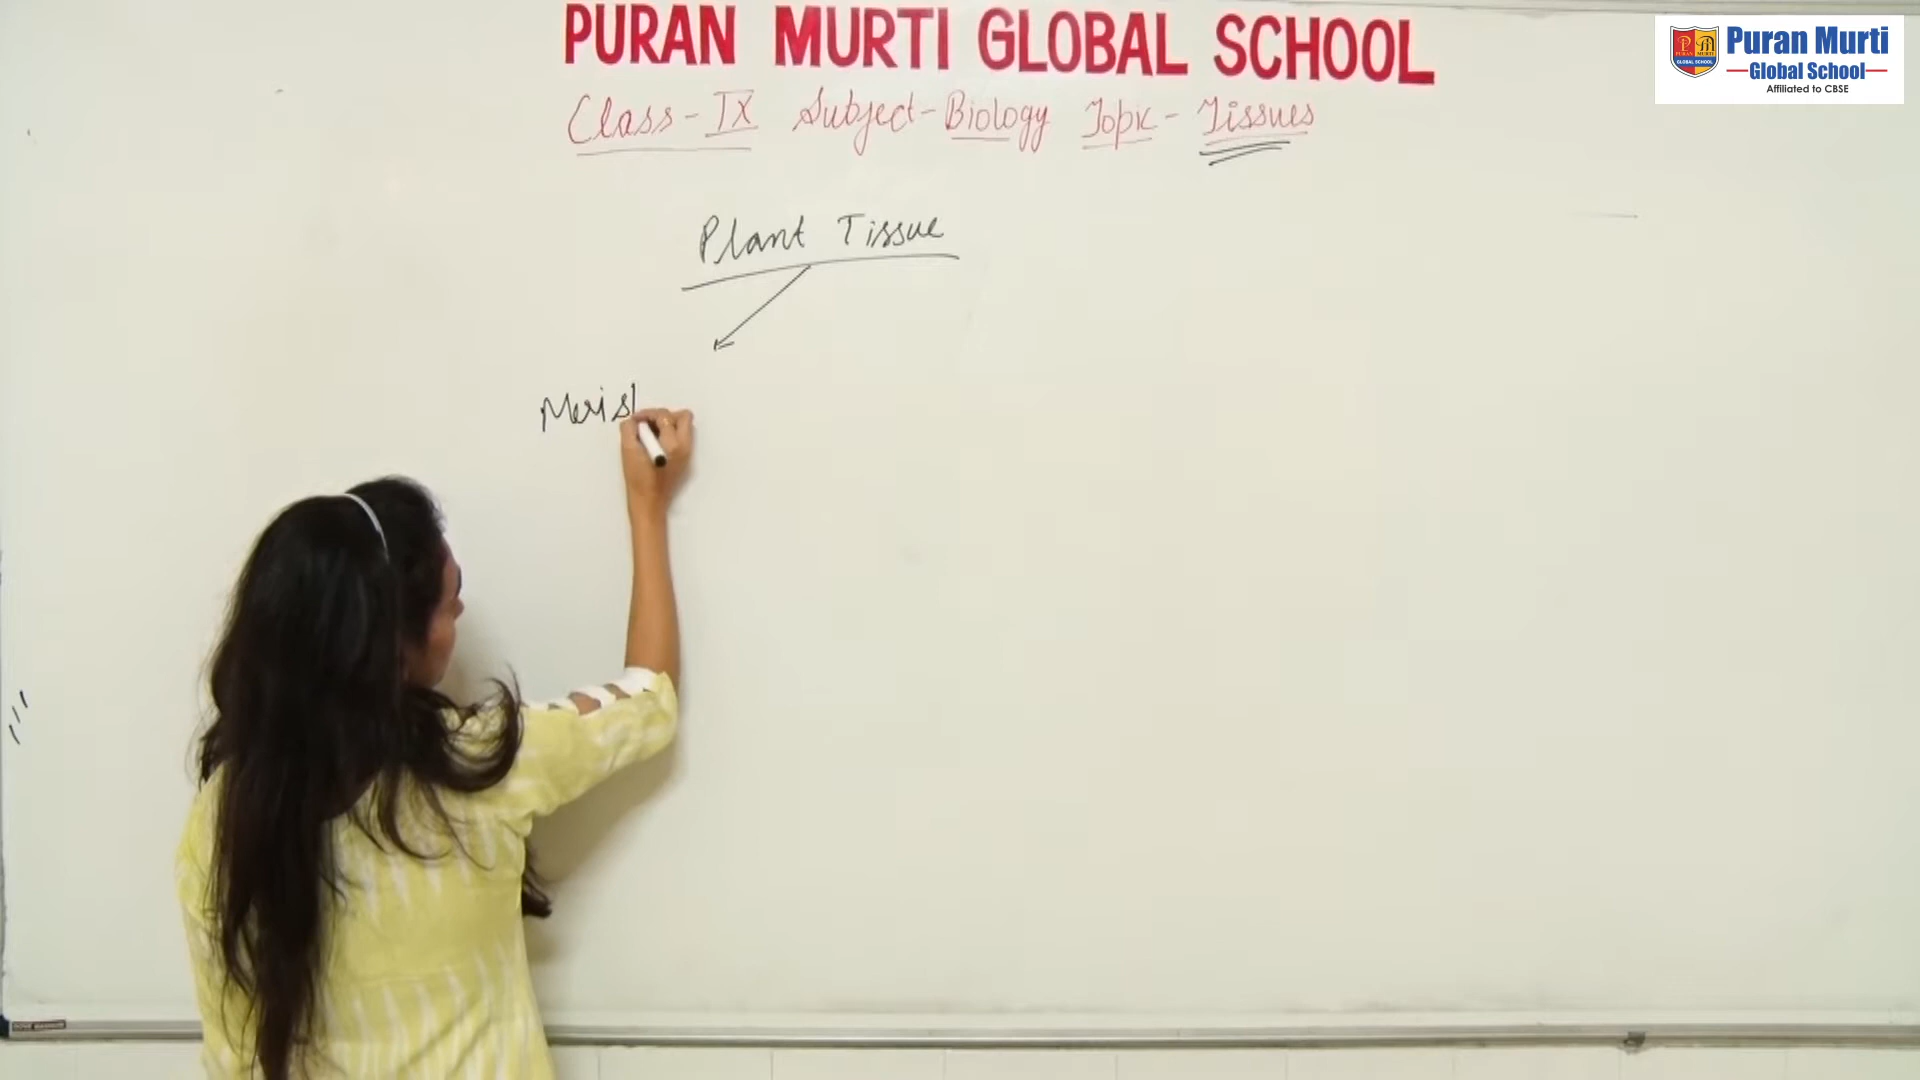 PURAN MURTI GLOBAL SCHOOL
Puran Murti
Global School
Affiliated to CBSE
Class-IX Subject-Biology Topic-Tissues
Plant Tissue
Merist